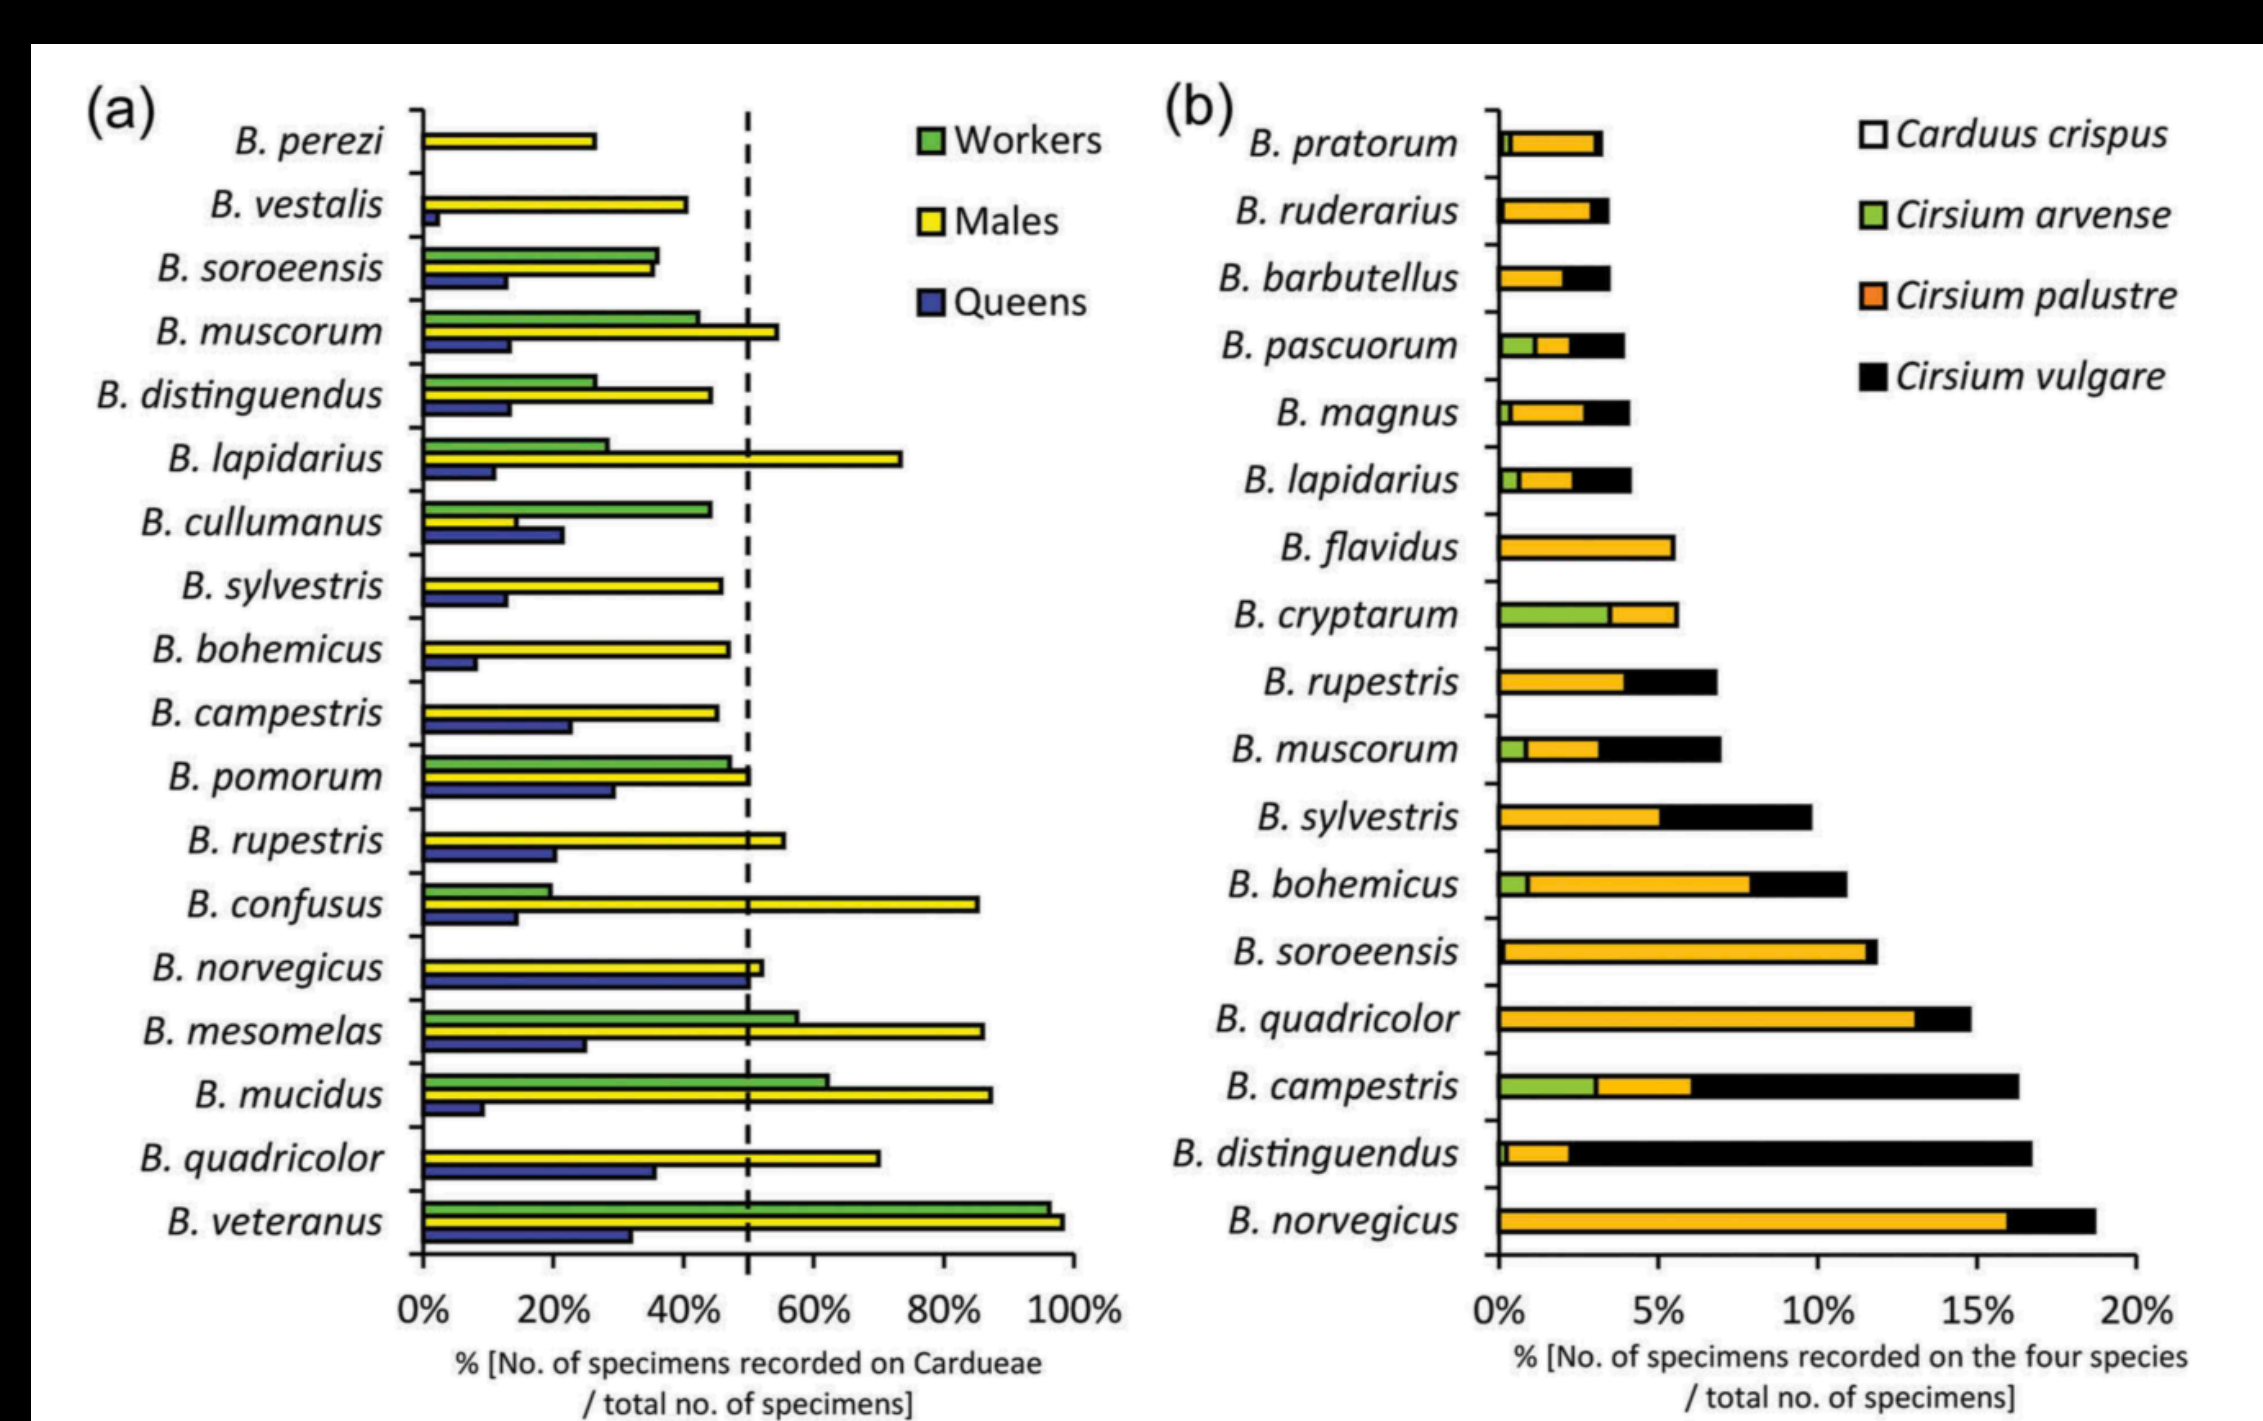 (a)
B. perezi
B. vestalis
B. soroeensis
B. muscorum
B. distinguendus
B. lapidarius
B. cullumanus
B. sylvestris
B. bohemicus
B. campestris
B. pomorum
B. rupestris
B. confusus
B. norvegicus
B. mesomelas
B. mucidus
B. quadricolor
B. veteranus
Workers
Males
Queens
0% 20% 40% 60% 80% 100%
% [No. of specimens recorded on Cardueae
/ total no. of specimens]
(b)
B. pratorum
B. ruderarius
B. barbutellus
B. pascuorum
B. magnus
B. lapidarius
B. flavidus
B. cryptarum
B. rupestris
B. muscorum
B. sylvestris
B. bohemicus
B. soroeensis
B. quadricolor
B. campestris
B. distinguendus
B. norvegicus
Carduus crispus
Cirsium arvense
Cirsium palustre
Cirsium vulgare
0% 5% 10% 15% 20%
% [No. of specimens recorded on the four species
/ total no. of specimens]